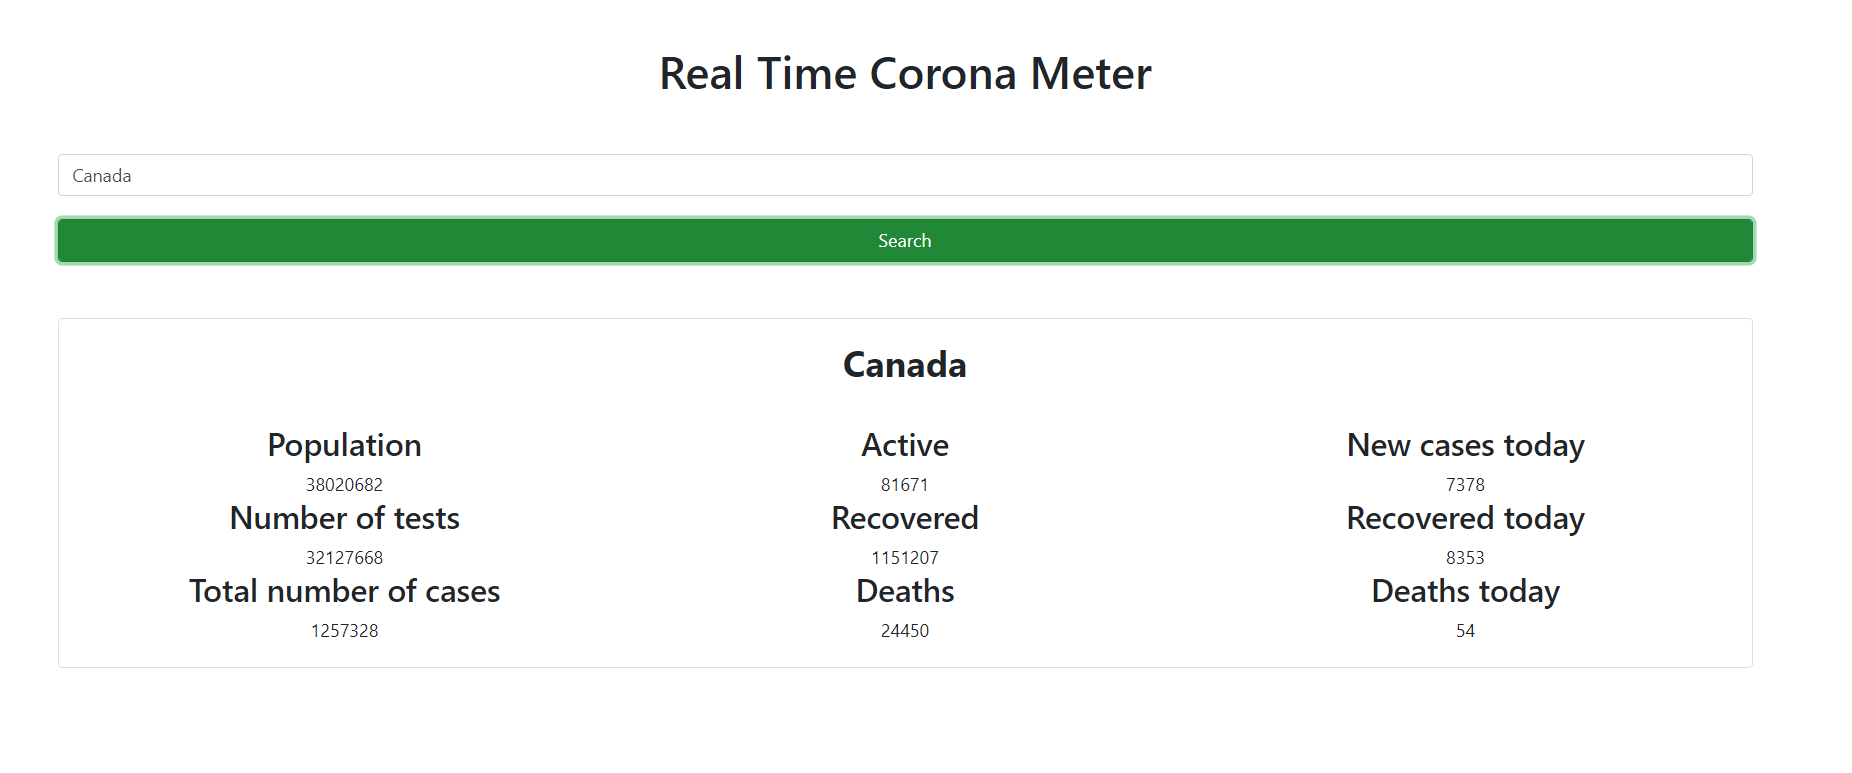 Real Time Corona Meter
Canada
Search
Canada
Population Active New cases today
38020682 81671 7378
Number of tests Recovered Recovered today
32127668 1151207 8353
Total number of cases Deaths Deaths today
1257328 24450 54